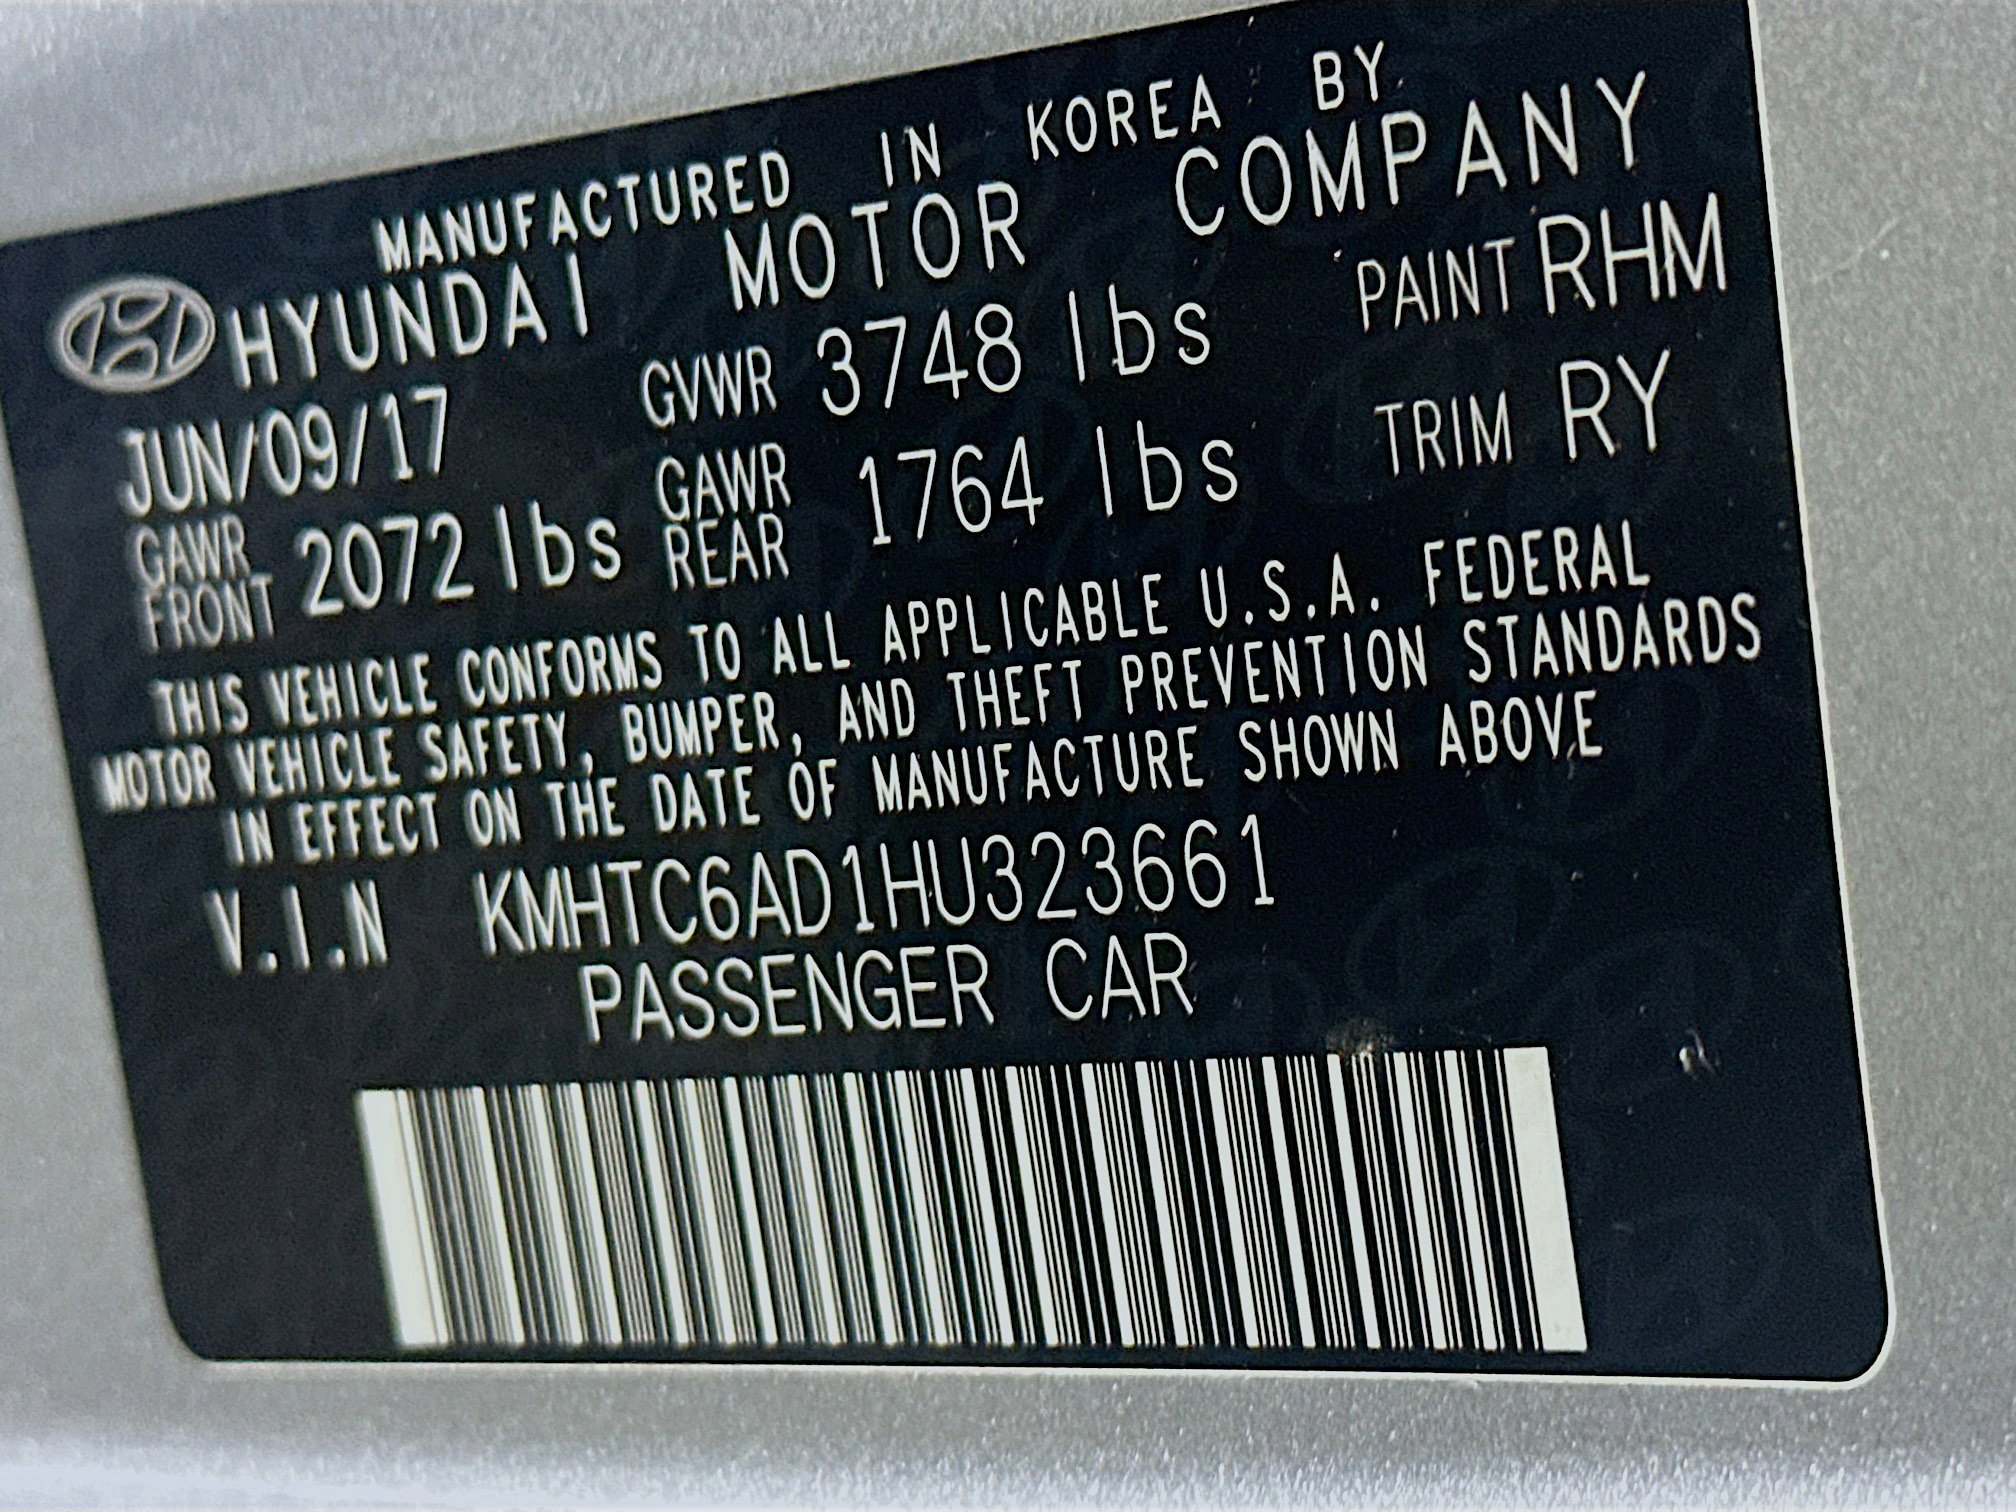 MANUFACTURED IN KOREA BY
HYUNDAI MOTOR COMPANY
JUN/09/17 GVWR 3748 lbs PAINT RHM
GAWR FRONT 2072 lbs GAWR REAR 1764 lbs TRIM RY
THIS VEHICLE CONFORMS TO ALL APPLICABLE U.S.A. FEDERAL
MOTOR VEHICLE SAFETY, BUMPER, AND THEFT PREVENTION STANDARDS
IN EFFECT ON THE DATE OF MANUFACTURE SHOWN ABOVE
V.I.N KMHTC6AD1HU323661
PASSENGER CAR